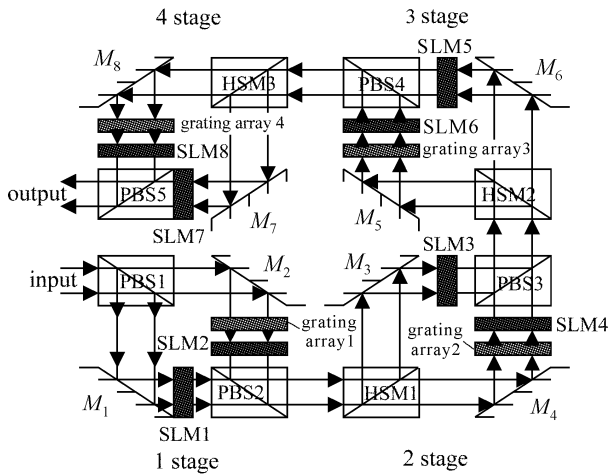 4 stage
3 stage
SLM5
M8
HSM3
PBS4
M6
grating array 4
SLM6
SLM8
grating array3
output
PBS5
HSM2
SLM7
M7
M5
input
PBS1
M2
M3
SLM3
PBS3
SLM2
grating
array1
grating
array2
SLM4
M1
PBS2
HSM1
M4
SLM1
1 stage
2 stage